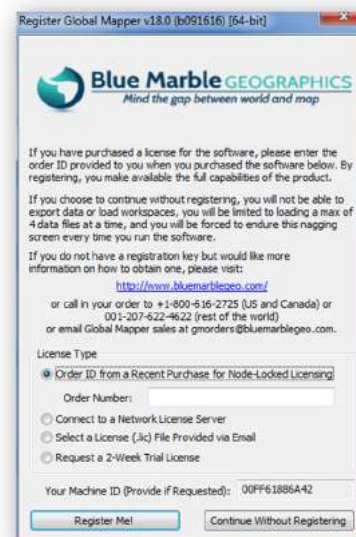 Register Global Mapper v18.0 (b091616) [64-bit]
Blue Marble GEOGRAPHICS
Mind the gap between world and map
If you have purchased a license for the software, please enter the
order ID provided to you when you purchased the software below. By
registering, you make available the full capabilities of the product.
If you choose to continue without registering, you will not be able to
export data or load workspaces, you will be limited to loading a max of
4 data files at a time, and you will be forced to endure this nagging
screen every time you run the software.
If you do not have a registration key but would like more
information on how to obtain one, please visit:
http://www.bluemarblegeo.com/
or call in your order to +1-800-616-2725 (US and Canada) or
001-207-622-4622 (rest of the world)
or email Global Mapper sales at gmorders@bluemarblegeo.com.
License Type
Order ID from a Recent Purchase for Node-Locked Licensing
Order Number:
Connect to a Network License Server
Select a License (.lic) File Provided via Email
Request a 2-Week Trial License
Your Machine ID (Provide if Requested): 00FF61886A42
Register Me! Continue Without Registering